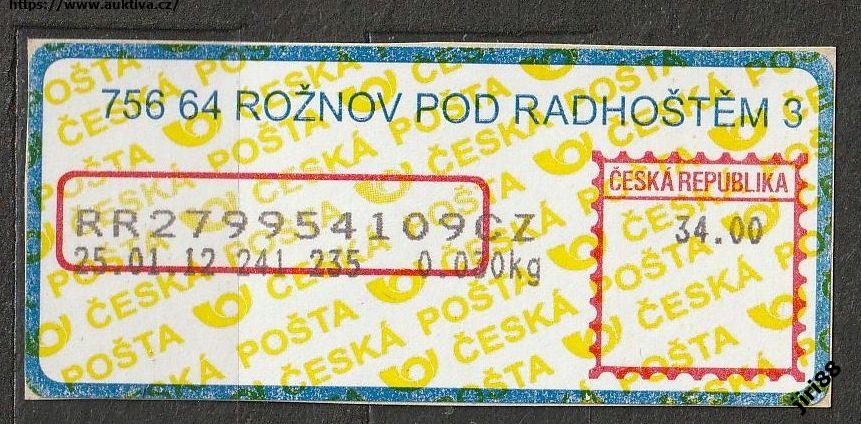 https://www.auktiva.cz/
756 64 ROŽNOV POD RADHOŠTĚM 3
ČESKÁ REPUBLIKA
34.00
RR279954109CZ
25.01 12 241 235 kg
ČESKÁ POŠTA
jiri88